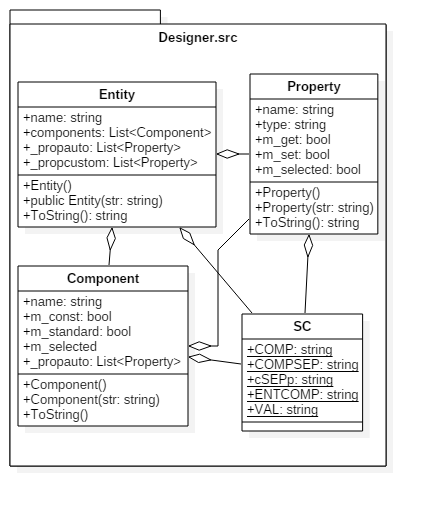 Designer.src
Entity
+name: string
+components: List<Component>
+_propauto: List<Property>
+_propcustom: List<Property>
+Entity()
+public Entity(str: string)
+ToString(): string
Property
+name: string
+type: string
+m_get: bool
+m_set: bool
+m_selected: bool
+Property()
+Property(str: string)
+ToString(): string
Component
+name: string
+m_const: bool
+m_standard: bool
+m_selected
+_propauto: List<Property>
+Component()
+Component(str: string)
+ToString()
SC
+COMP: string
+COMPSEP: string
+cSEPp: string
+ENTCOMP: string
+VAL: string